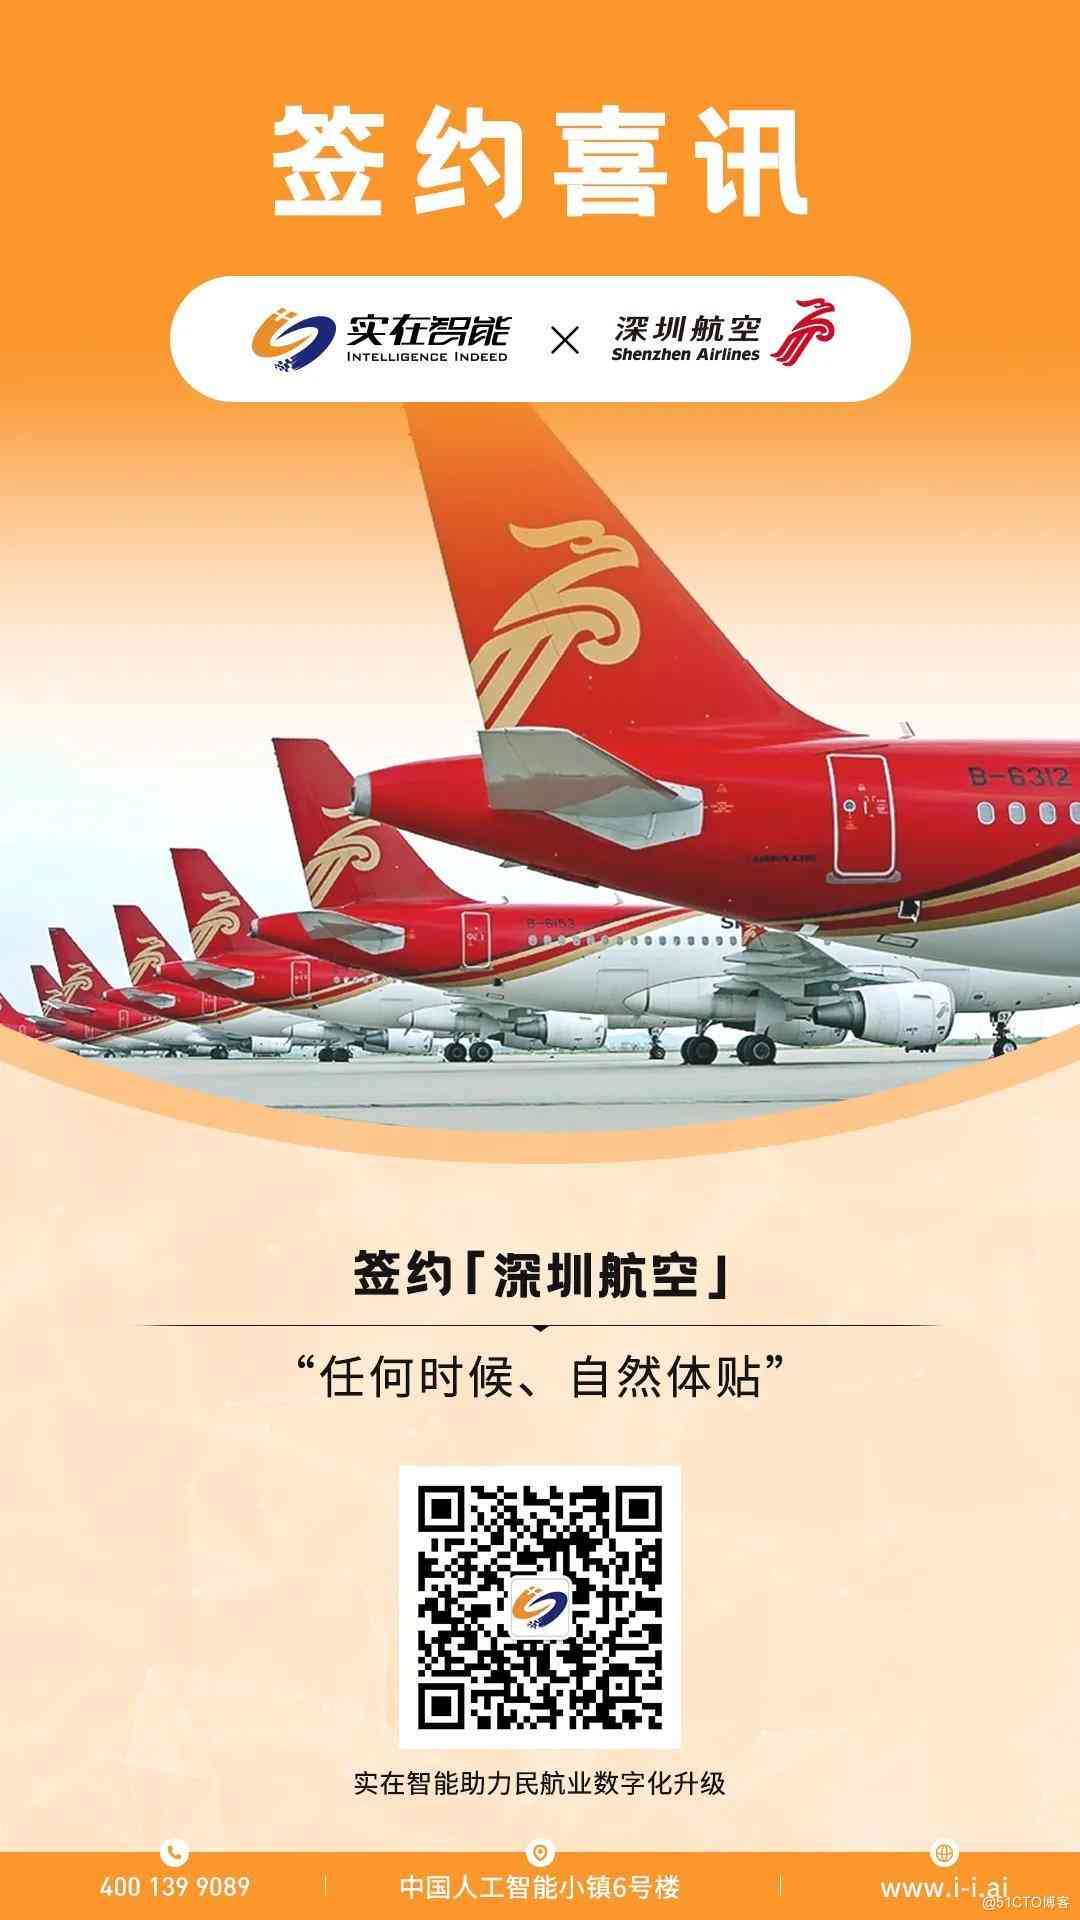 签约喜讯
实在智能
INTELLIGENCE INDEED
×
深圳航空
Shenzhen Airlines
B-6312
B-6153
签约「深圳航空」
“任何时候、自然体贴”
实在智能助力民航业数字化升级
400 139 9089
中国人工智能小镇6号楼
www.i-i.ai
@51CTO博客